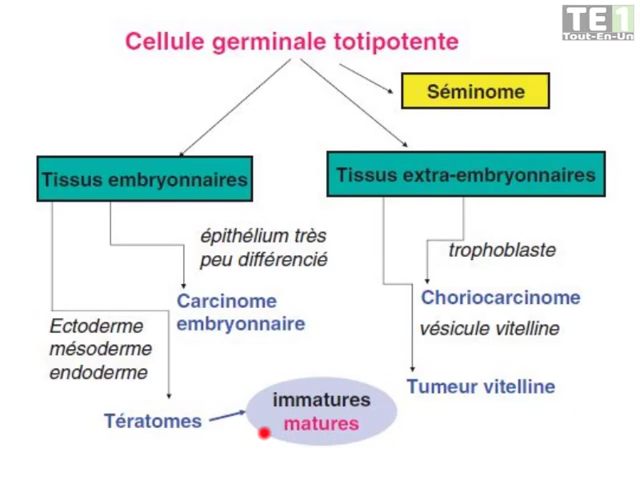 TE1
Tout-En-Un
Cellule germinale totipotente
Séminome
Tissus embryonnaires
Tissus extra-embryonnaires
épithélium très
peu différencié
trophoblaste
Carcinome
embryonnaire
Choriocarcinome
Ectoderme
mésoderme
endoderme
vésicule vitelline
Tumeur vitelline
Tératomes
immatures
matures